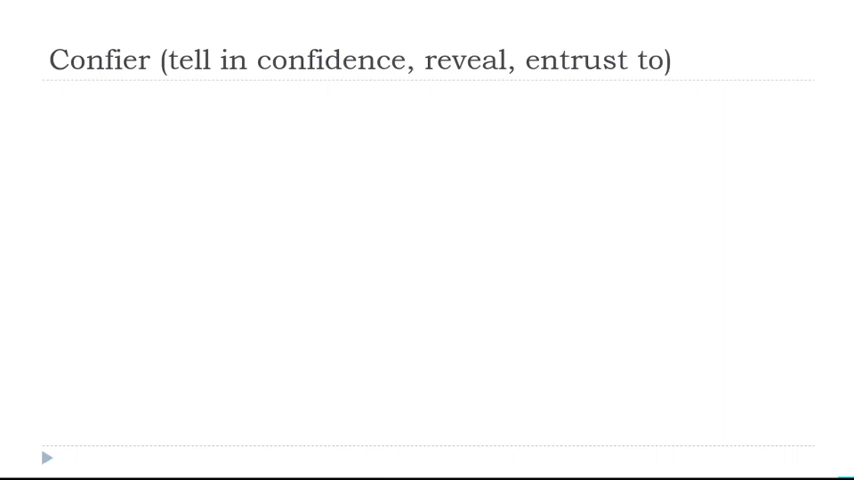 Confier (tell in confidence, reveal, entrust to)